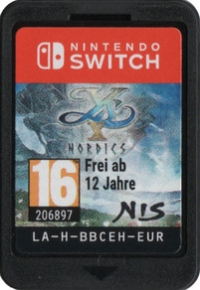 NINTENDO
SWITCH
Ys
X
NORDICS
16
Frei ab
12 Jahre
206897
NIS
LA-H-BBCEH-EUR